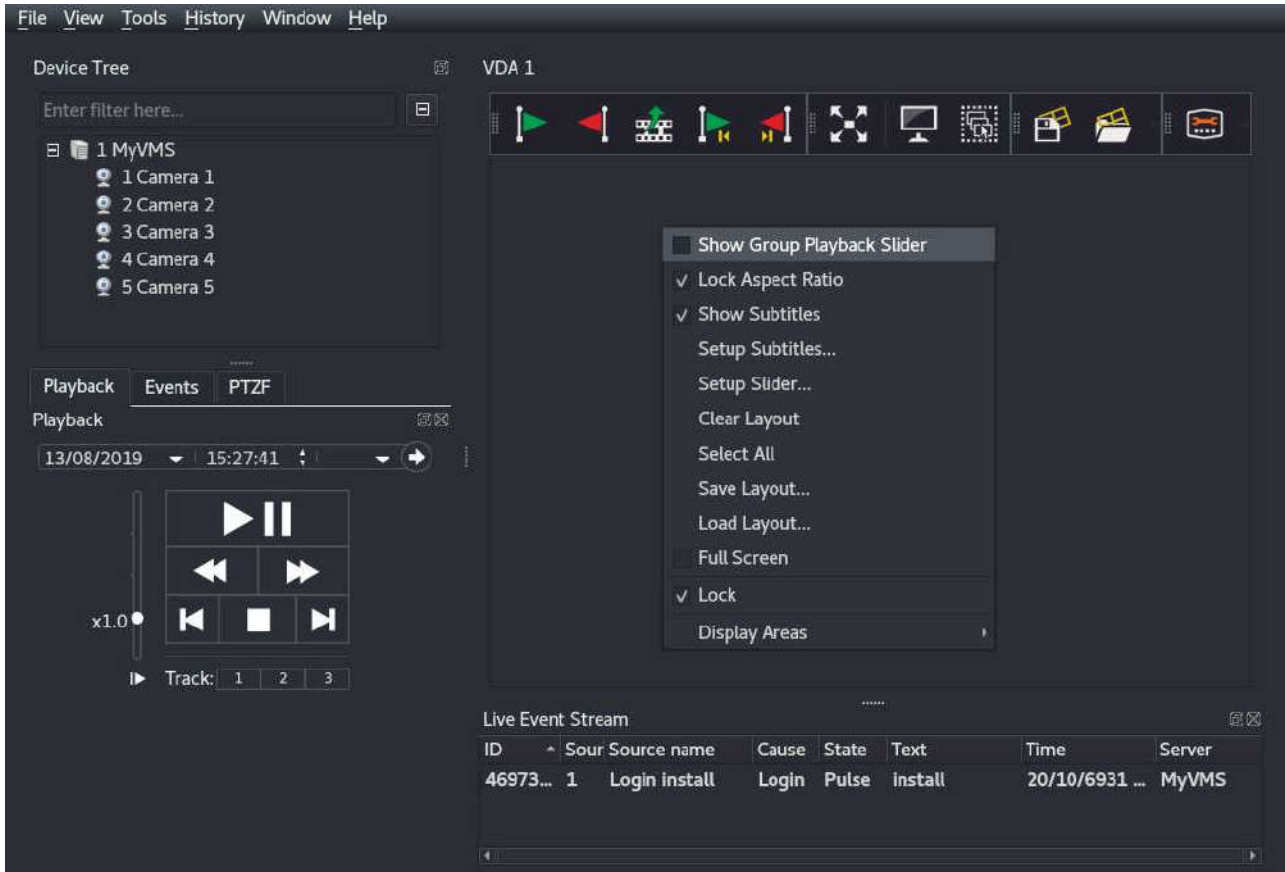 File View Tools History Window Help
Device Tree
Enter filter here...
1 MyVMS
1 Camera 1
2 Camera 2
3 Camera 3
4 Camera 4
5 Camera 5
Playback Events PTZF
Playback
13/08/2019 15:27:41
x1.0
Track: 1 2 3
VDA 1
Show Group Playback Slider
Lock Aspect Ratio
Show Subtitles
Setup Subtitles...
Setup Slider...
Clear Layout
Select All
Save Layout...
Load Layout...
Full Screen
Lock
Display Areas
Live Event Stream
ID Sour Source name Cause State Text Time Server
46973... 1 Login install Login Pulse install 20/10/6931 ... MyVMS